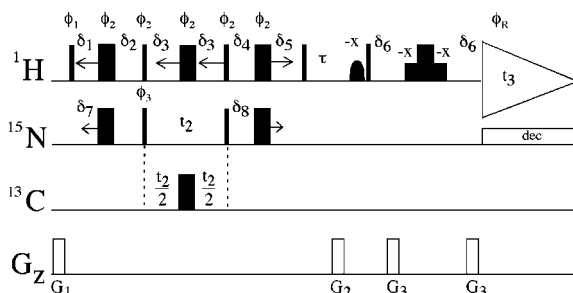 ϕ1 ϕ2 ϕ2 ϕ2 ϕ2 ϕ2 ϕR
δ1 δ2 δ3 δ3 δ4 δ5 τ -x δ6 -x -x δ6
1H t3
δ7 ϕ3 t2 δ8
15N dec
t2/2 t2/2
13C
Gz
G1 G2 G3 G3